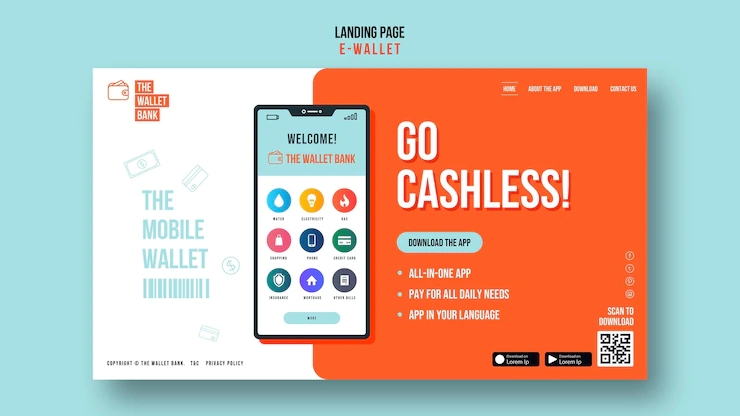 LANDING PAGE
E-WALLET
THE
WALLET
BANK
HOME ABOUT THE APP DOWNLOAD CONTACT US
THE
MOBILE
WALLET
WELCOME!
THE WALLET BANK
WATER ELECTRICITY GAS
SHOPPING PHONE CREDIT CARD
INSURANCE MORTGAGE OTHER BILLS
MORE
GO
CASHLESS!
DOWNLOAD THE APP
ALL-IN-ONE APP
PAY FOR ALL DAILY NEEDS
APP IN YOUR LANGUAGE
SCAN TO
DOWNLOAD
Download on
Lorem Ip
Download on
Lorem Ip
COPYRIGHT © THE WALLET BANK. T&C PRIVACY POLICY